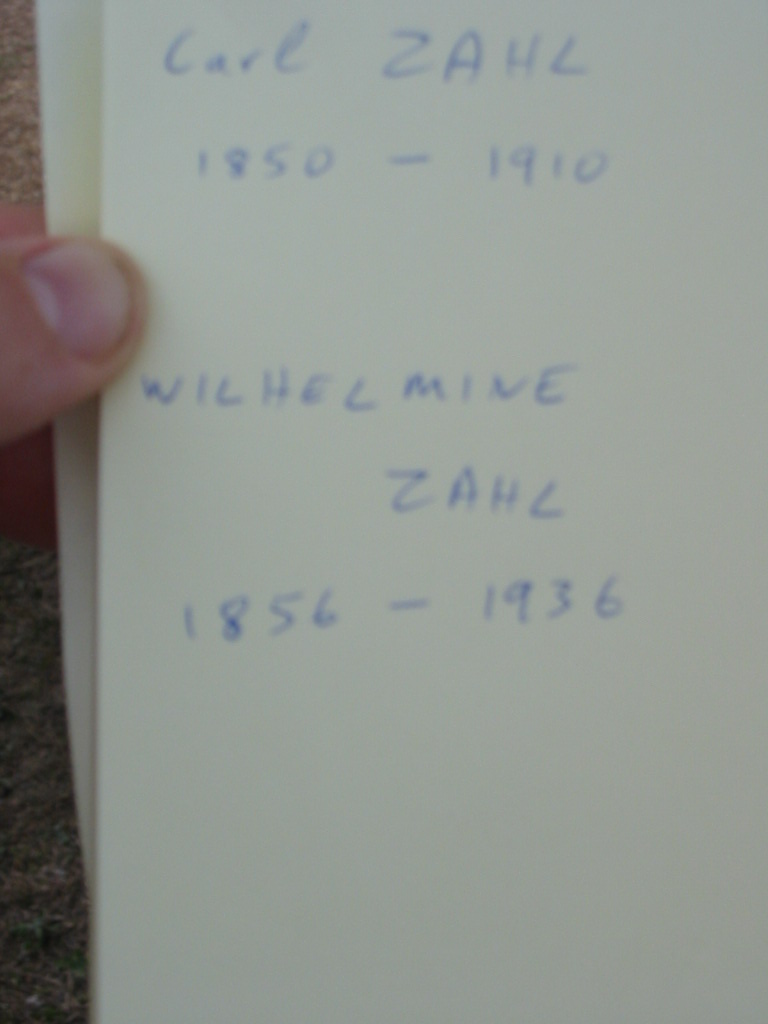 Carl ZAHL
1850 - 1910
WILHELMINE
ZAHL
1856 - 1936